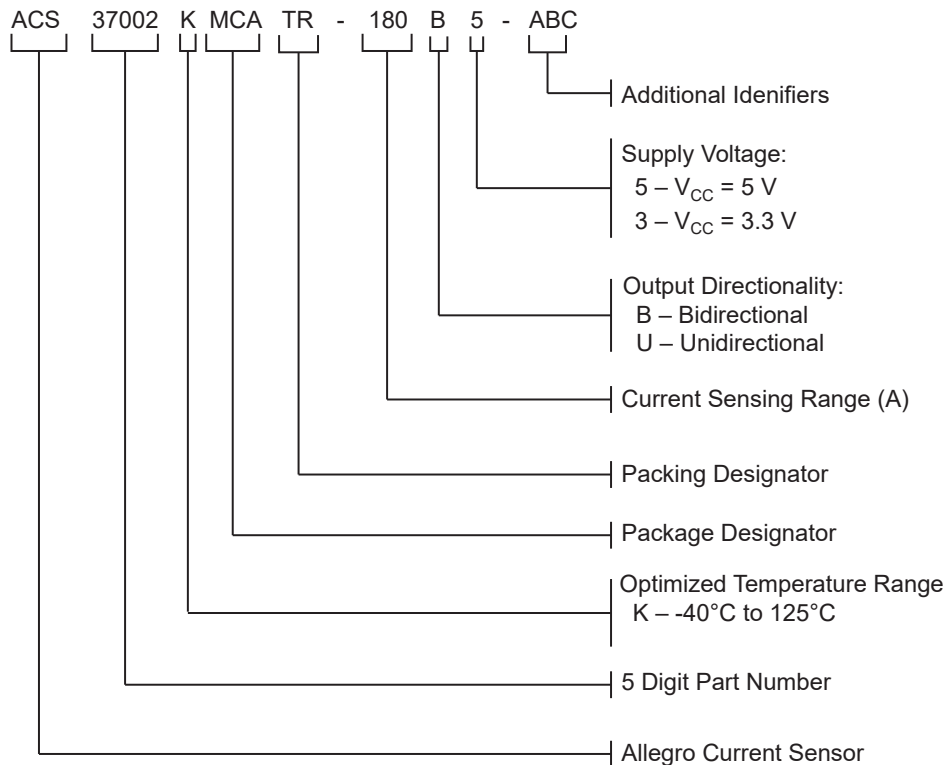 ACS 37002 K MCA TR - 180 B 5 - ABC
Additional Idenifiers
Supply Voltage:
5 – VCC = 5 V
3 – VCC = 3.3 V
Output Directionality:
B – Bidirectional
U – Unidirectional
Current Sensing Range (A)
Packing Designator
Package Designator
Optimized Temperature Range
K – -40°C to 125°C
5 Digit Part Number
Allegro Current Sensor